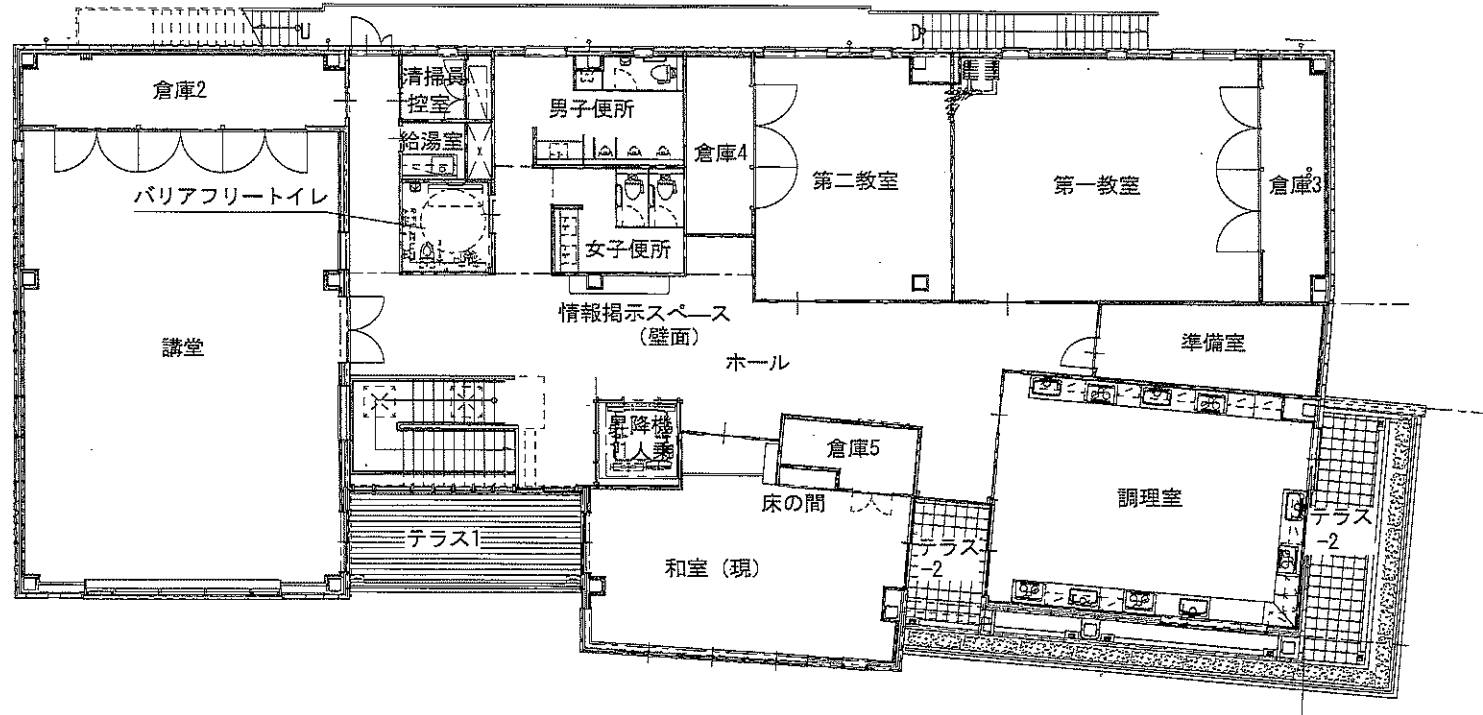 倉庫2
清掃員
控室
給湯室
男子便所
倉庫4
第二教室
第一教室
倉庫3
バリアフリートイレ
女子便所
情報掲示スペース
(壁面)
ホール
講堂
準備室
昇降機
人乗
倉庫5
床の間
調理室
テラス1
和室(現)
テラス
-2
テラス
-2